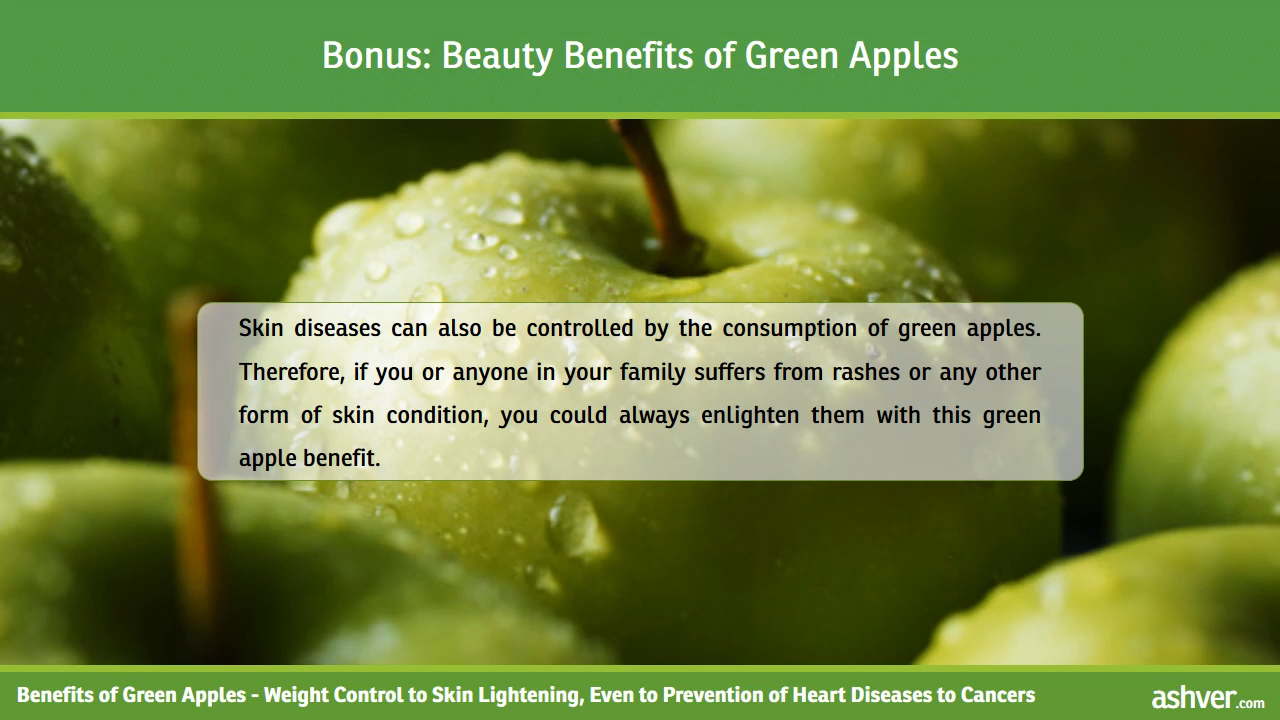 Bonus: Beauty Benefits of Green Apples
Skin diseases can also be controlled by the consumption of green apples.
Therefore, if you or anyone in your family suffers from rashes or any other
form of skin condition, you could always enlighten them with this green
apple benefit.
Benefits of Green Apples - Weight Control to Skin Lightening, Even to Prevention of Heart Diseases to Cancers
ashver.com